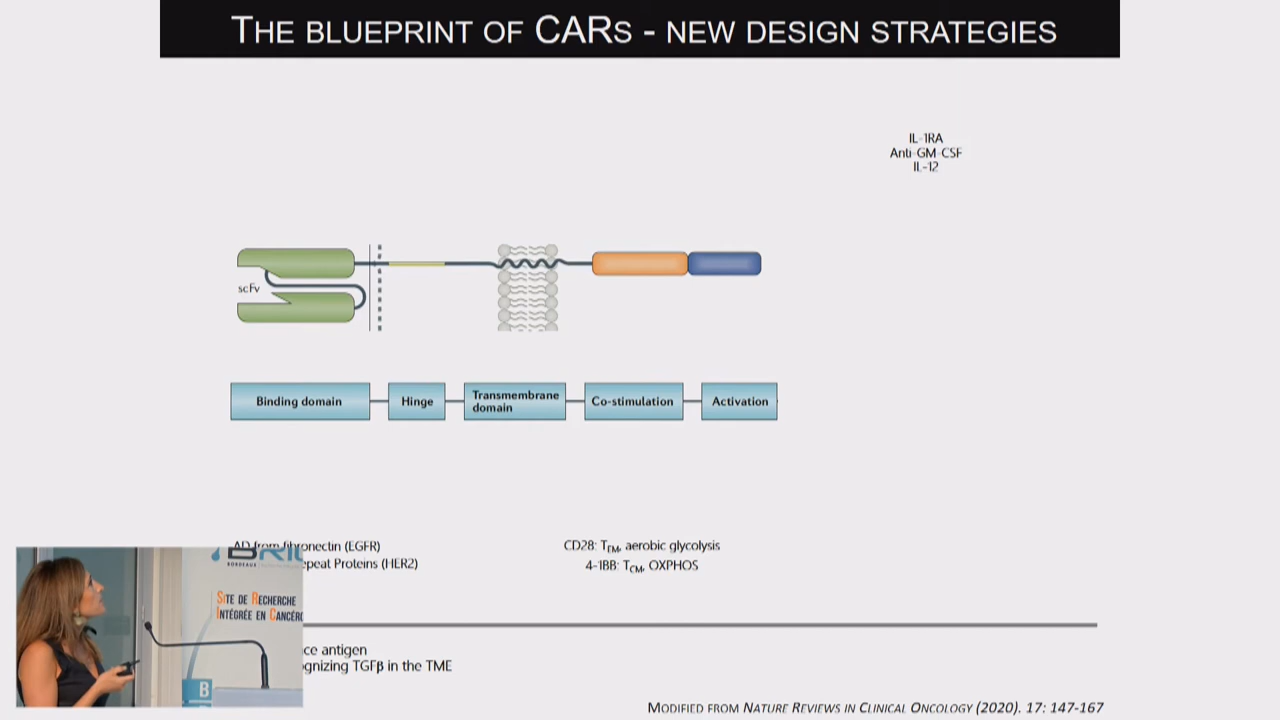 THE BLUEPRINT OF CARS - NEW DESIGN STRATEGIES
IL-1RA
Anti-GM-CSF
IL-12
scFv
Binding domain
Hinge
Transmembrane
domain
Co-stimulation
Activation
AD from fibronectin (EGFR)
epeat Proteins (HER2)
CD28: TEM, aerobic glycolysis
4-1BB: TCM, OXPHOS
BORDEAUX
SITE DE RECHERCHE
INTÉGRÉE EN CANCÉRO
B
ce antigen
gnizing TGFβ in the TME
MODIFIED FROM NATURE REVIEWS IN CLINICAL ONCOLOGY (2020). 17: 147-167